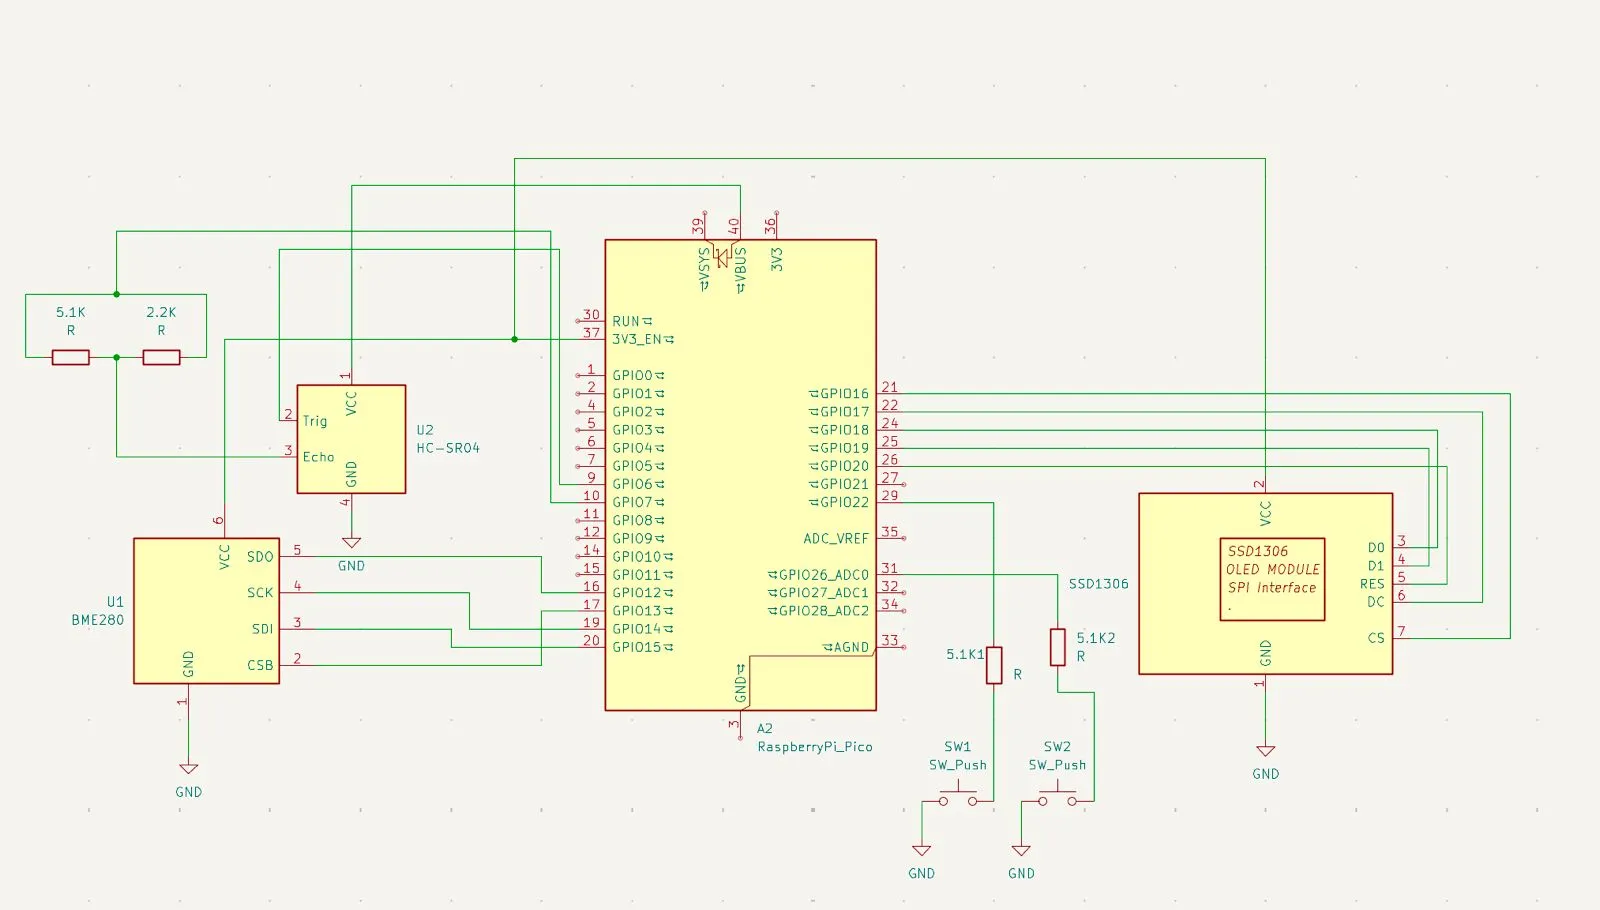 39
40
36
VSYS
VBUS
3V3
30
RUN
37
3V3_EN
5.1K
R
2.2K
R
1
VCC
2
Trig
3
Echo
GND
4
GND
U2
HC-SR04
1
GPIO0
2
GPIO1
4
GPIO2
5
GPIO3
6
GPIO4
7
GPIO5
9
GPIO6
10
GPIO7
11
GPIO8
12
GPIO9
14
GPIO10
15
GPIO11
16
GPIO12
17
GPIO13
19
GPIO14
20
GPIO15
GPIO16
21
GPIO17
22
GPIO18
24
GPIO19
25
GPIO20
26
GPIO21
27
GPIO22
29
ADC_VREF
35
GPIO26_ADC0
31
GPIO27_ADC1
32
GPIO28_ADC2
34
AGND
33
GND
3
A2
RaspberryPi_Pico
6
VCC
SDO
5
SCK
4
SDI
3
CSB
2
GND
1
U1
BME280
GND
5.1K1
R
5.1K2
R
SW1
SW_Push
SW2
SW_Push
GND
GND
SSD1306
2
VCC
SSD1306
OLED MODULE
SPI Interface
.
D0
3
D1
4
RES
5
DC
6
CS
7
GND
1
GND